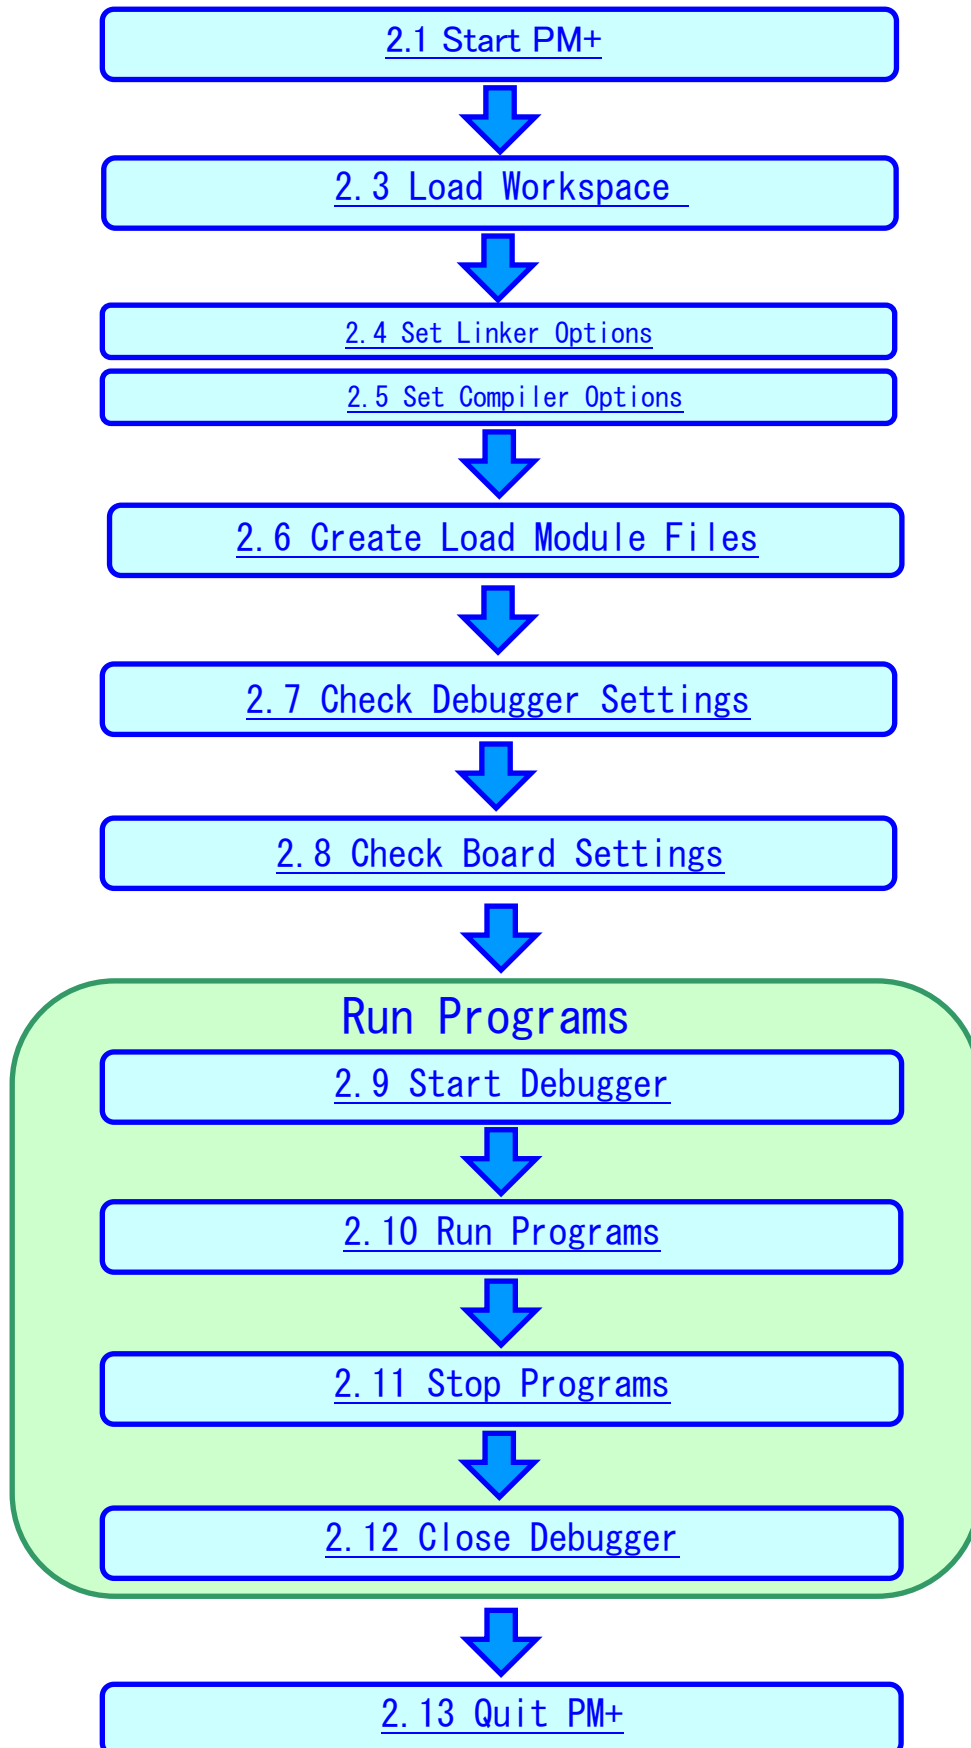 2.1 Start PM+
2.3 Load Workspace
2.4 Set Linker Options
2.5 Set Compiler Options
2.6 Create Load Module Files
2.7 Check Debugger Settings
2.8 Check Board Settings
Run Programs
2.9 Start Debugger
2.10 Run Programs
2.11 Stop Programs
2.12 Close Debugger
2.13 Quit PM+